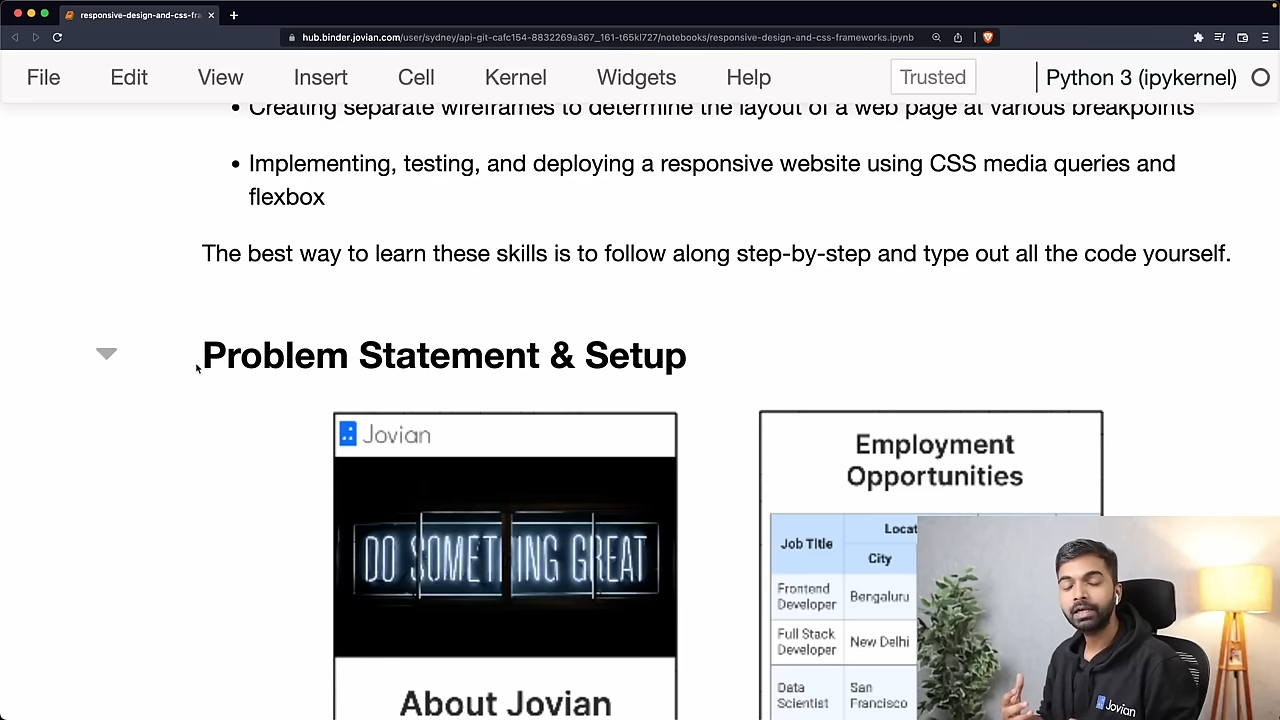 responsive-design-and-css-fra
hub.binder.jovian.com/user/sydney/api-git-cafc154-8832269a367_161-t65kl727/notebooks/responsive-design-and-css-frameworks.ipynb
File Edit View Insert Cell Kernel Widgets Help Trusted Python 3 (ipykernel)
• Creating separate wireframes to determine the layout of a web page at various breakpoints
• Implementing, testing, and deploying a responsive website using CSS media queries and
flexbox
The best way to learn these skills is to follow along step-by-step and type out all the code yourself.
Problem Statement & Setup
Jovian
DO SOMETHING GREAT
About Jovian
Employment
Opportunities
Job Title
Locat
City
Frontend
Developer
Bengaluru
Full Stack
Developer
New Delhi
Data
Scientist
San
Francisco
Jovian